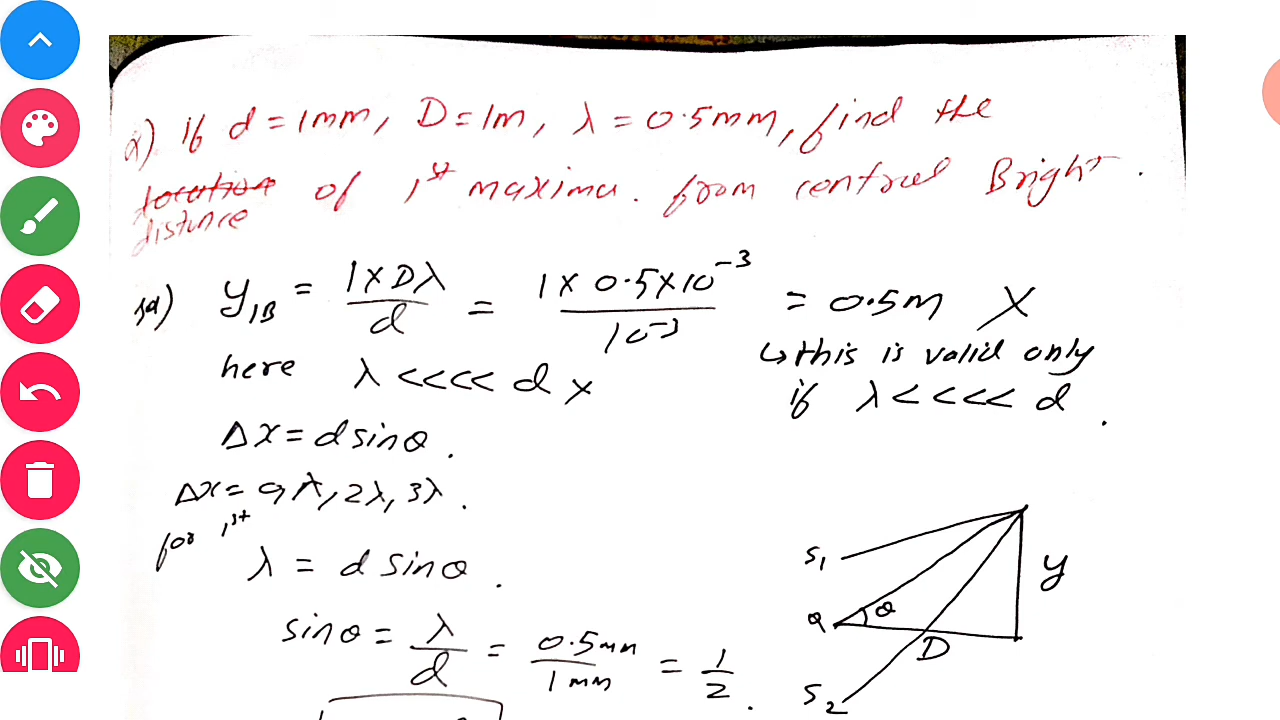 2) If d = 1mm, D = 1m, λ = 0.5mm, find the
distance of 1st maxima. from central Bright.
sol) y1B = 1×Dλ/d = 1×0.5×10^-3/10^-3 = 0.5m ×
↳ this is valid only
if λ <<<< d.
here λ <<<< d ×
Δx = d sinθ.
Δx = 0, λ, 2λ, 3λ.
for 1st
λ = d sinθ.
sinθ = λ/d = 0.5mm/1mm = 1/2.
S1
θ
y
D
S2